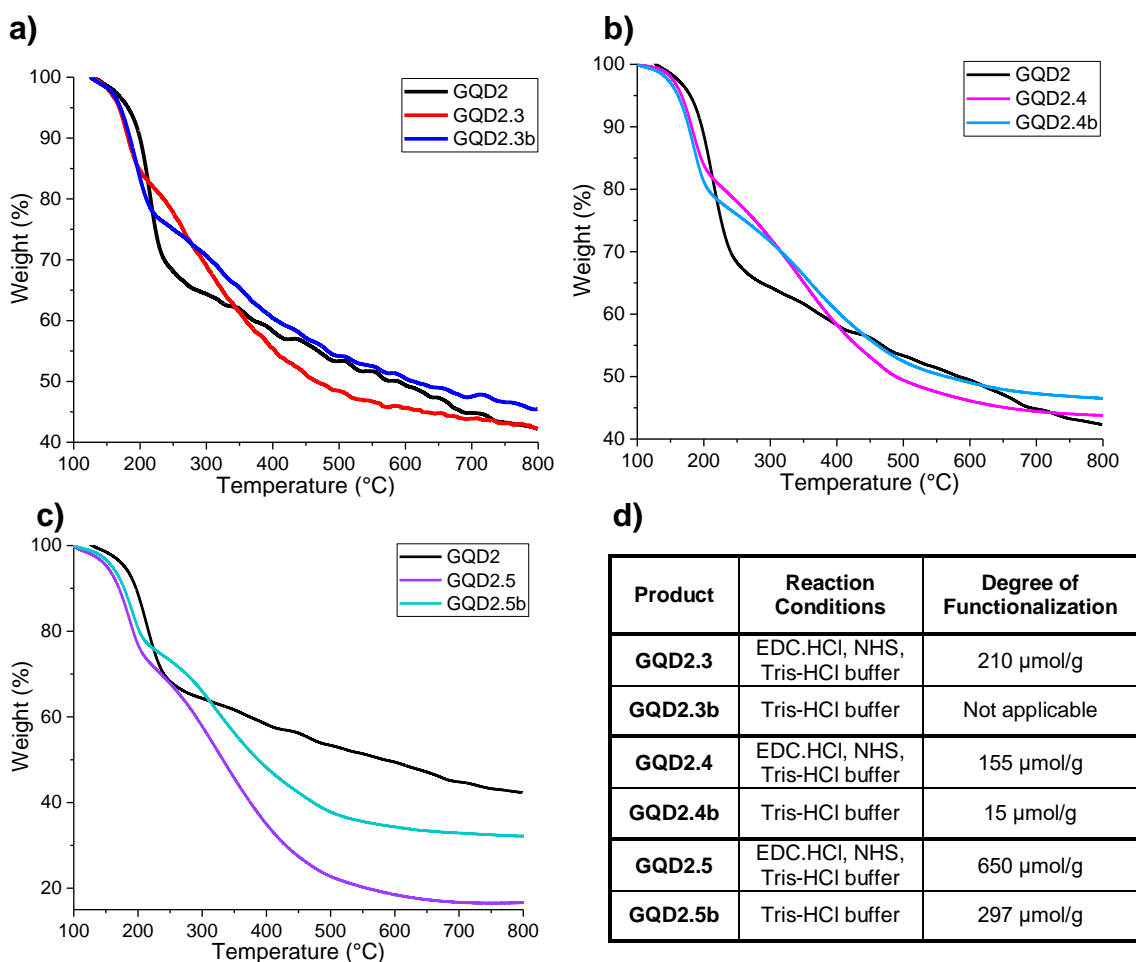 a)
100
90
80
70
60
50
40
100 200 300 400 500 600 700 800
Weight (%)
Temperature (°C)
GQD2
GQD2.3
GQD2.3b
b)
100
90
80
70
60
50
40
100 200 300 400 500 600 700 800
Weight (%)
Temperature (°C)
GQD2
GQD2.4
GQD2.4b
c)
100
80
60
40
20
100 200 300 400 500 600 700 800
Weight (%)
Temperature (°C)
GQD2
GQD2.5
GQD2.5b
d)
Product Reaction Conditions Degree of Functionalization
GQD2.3 EDC.HCl, NHS, Tris-HCl buffer 210 µmol/g
GQD2.3b Tris-HCl buffer Not applicable
GQD2.4 EDC.HCl, NHS, Tris-HCl buffer 155 µmol/g
GQD2.4b Tris-HCl buffer 15 µmol/g
GQD2.5 EDC.HCl, NHS, Tris-HCl buffer 650 µmol/g
GQD2.5b Tris-HCl buffer 297 µmol/g